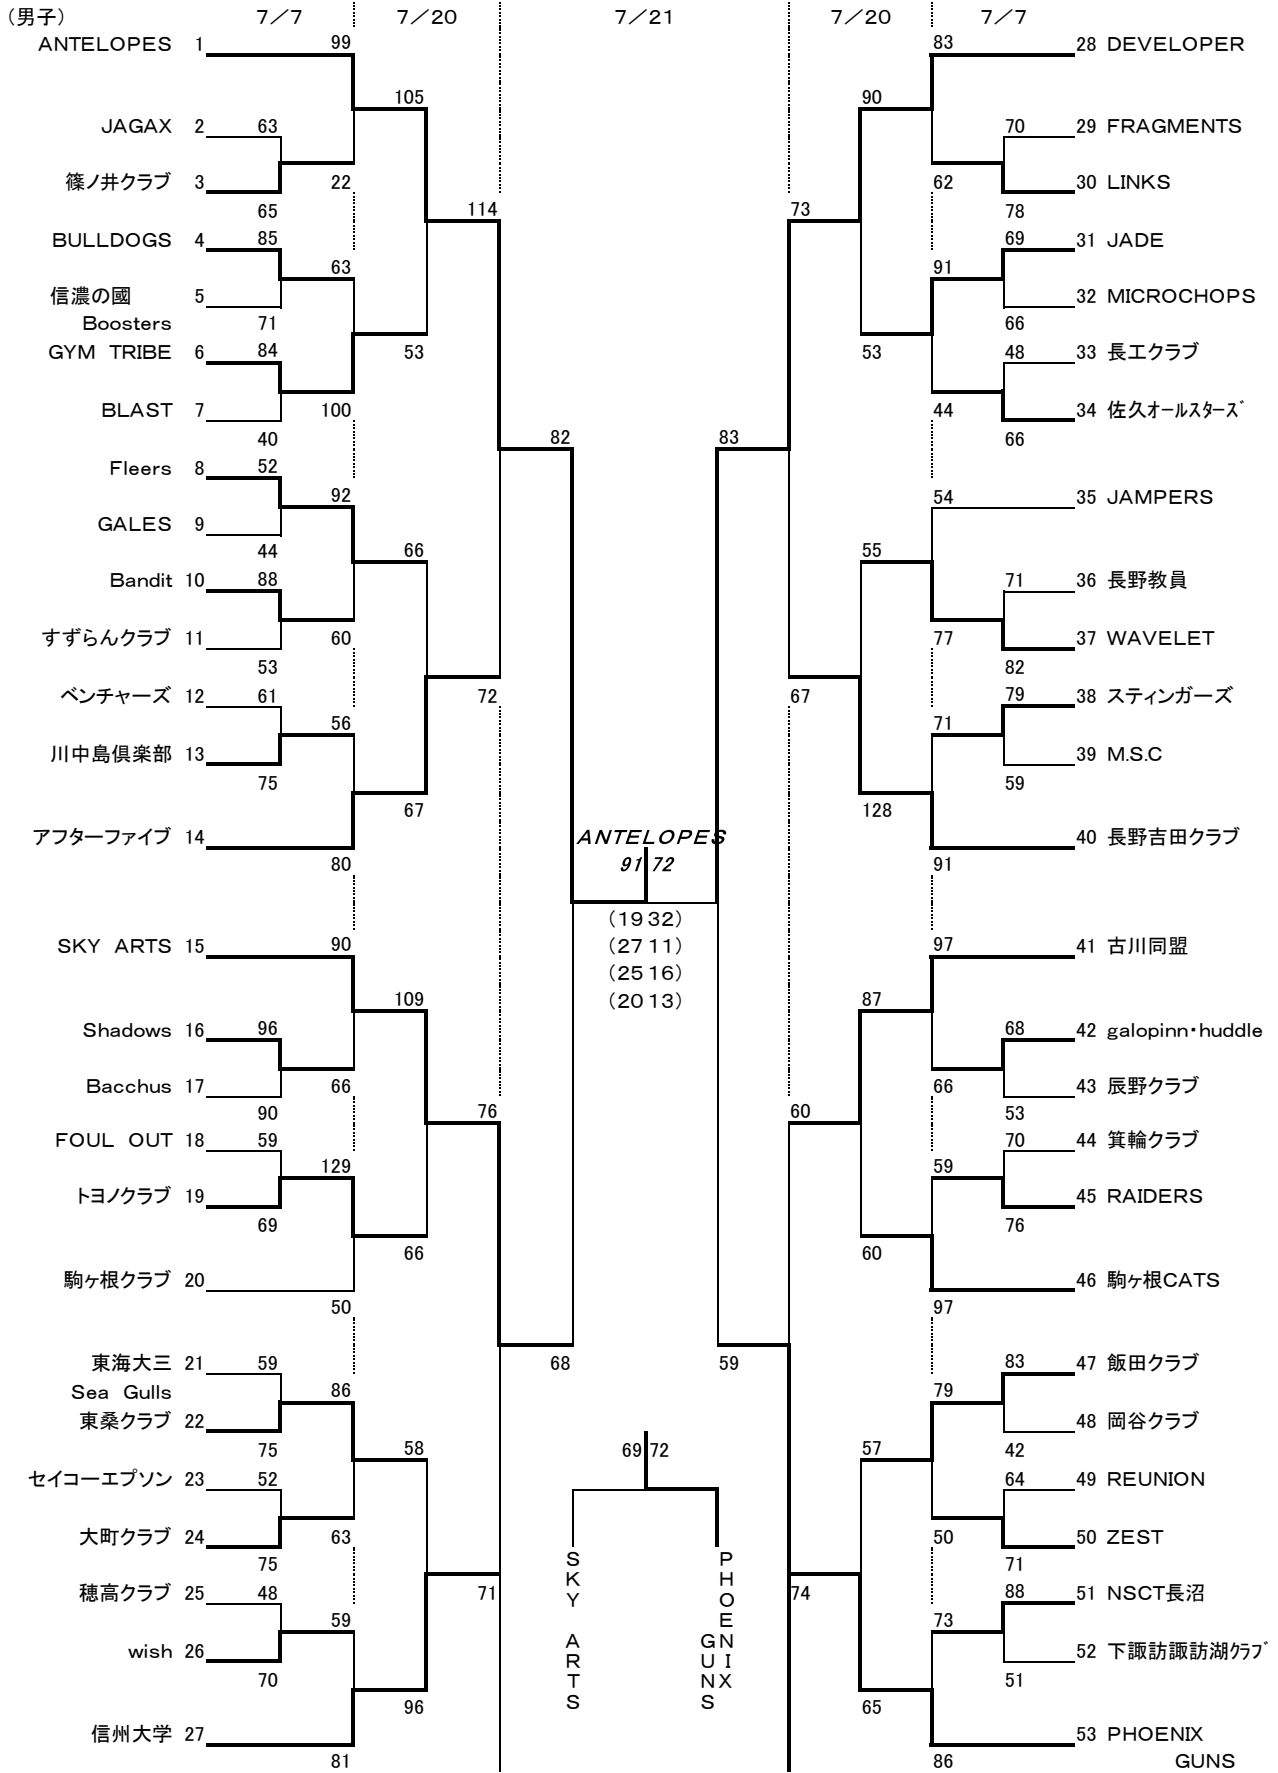 （男子） 7／7 7／20 7／21 7／20 7／7
ANTELOPES 1 99 83 28 DEVELOPER
105 90
JAGAX 2 63 70 29 FRAGMENTS
篠ノ井クラブ 3 22 62 30 LINKS
65 114 73 78
BULLDOGS 4 85 69 31 JADE
63 91
信濃の國 5 32 MICROCHOPS
Boosters 71 66
GYM TRIBE 6 84 53 53 48 33 長工クラブ
BLAST 7 100 44 34 佐久オールスターズ
40 82 83 66
Fleers 8 52
92 54 35 JAMPERS
GALES 9
44 66 55
Bandit 10 88 71 36 長野教員
すずらんクラブ 11 60 77 37 WAVELET
53 82
ベンチャーズ 12 61 72 67 79 38 スティンガーズ
56 71
川中島倶楽部 13 39 M.S.C
75 59
67 128
アフターファイブ 14 ANTELOPES 40 長野吉田クラブ
80 91 72 91
（19 32）
SKY ARTS 15 90 （27 11） 97 41 古川同盟
（25 16）
109 （20 13） 87
Shadows 16 96 68 42 galopinn・huddle
Bacchus 17 66 66 43 辰野クラブ
90 76 60 53
FOUL OUT 18 59 70 44 箕輪クラブ
129 59
トヨノクラブ 19 45 RAIDERS
69 76
66 60
駒ヶ根クラブ 20 46 駒ヶ根CATS
50 97
東海大三 21 59 68 59 83 47 飯田クラブ
Sea Gulls 86 79
東桑クラブ 22 48 岡谷クラブ
75 58 69 72 57 42
セイコーエプソン 23 52 64 49 REUNION
大町クラブ 24 63 50 50 ZEST
75 71
穂高クラブ 25 48 71 74 88 51 NSCT長沼
59 73
wish 26 52 下諏訪諏訪湖クラブ
70 51
SKY ARTS
PHOENIX
GUNS
96 65
信州大学 27 53 PHOENIX
81 86 GUNS